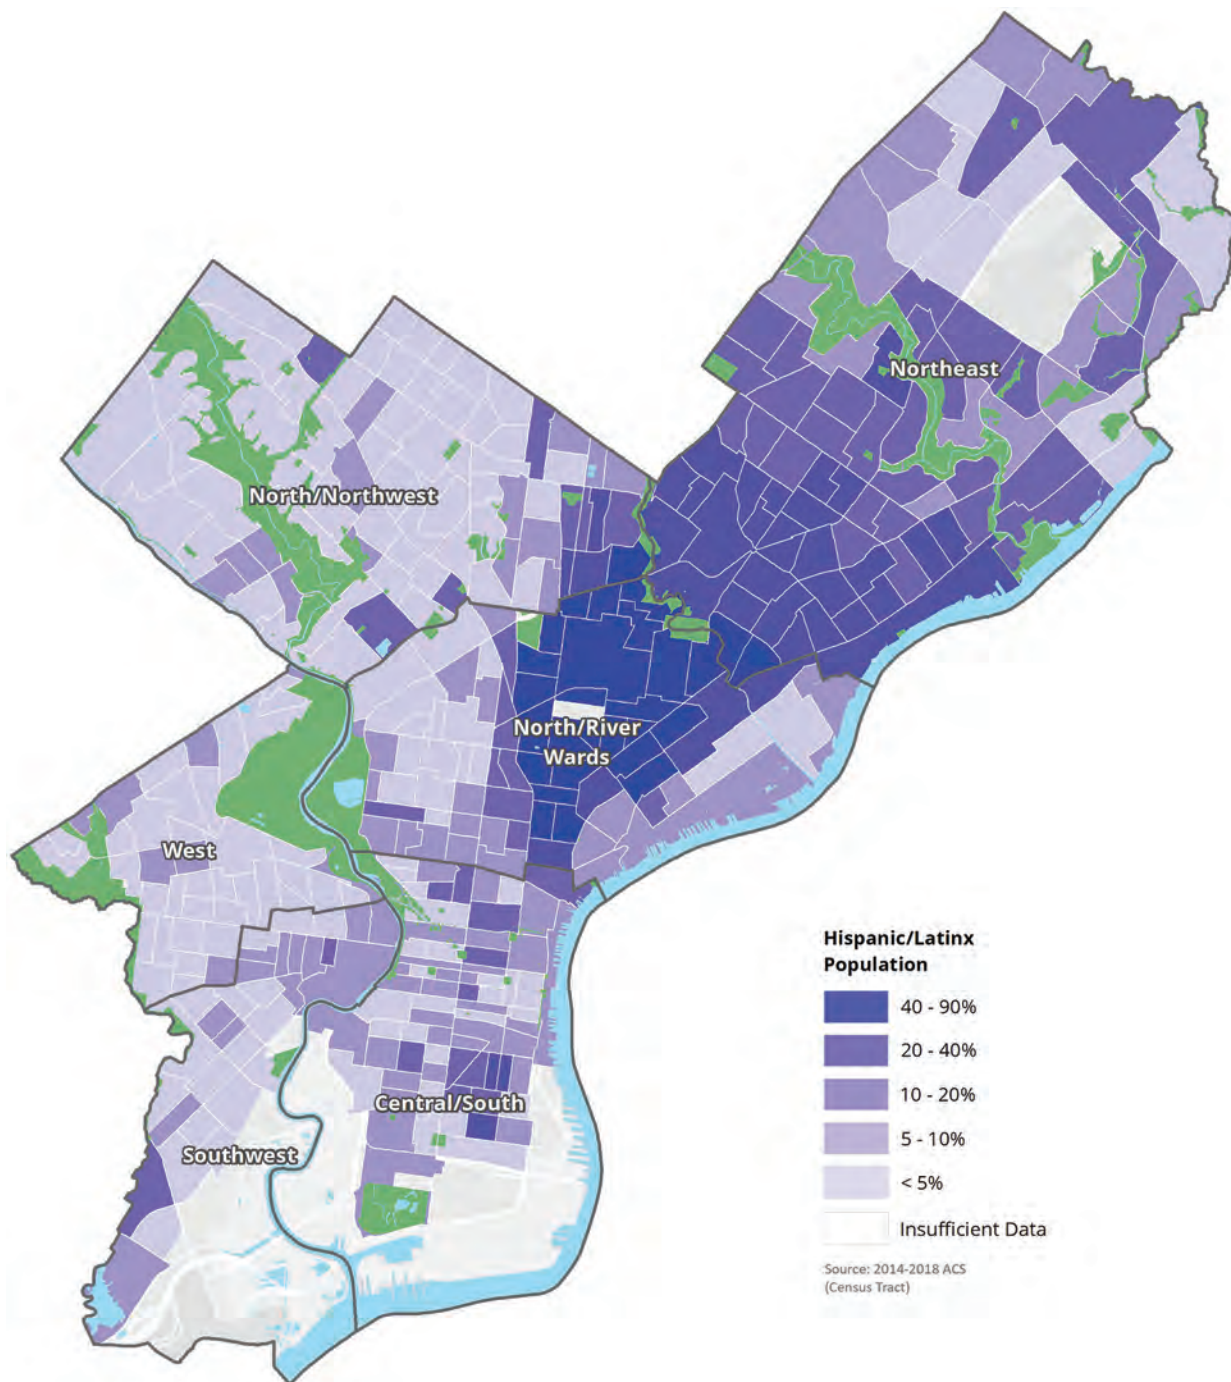 Northeast
North/Northwest
North/River
Wards
West
Central/South
Southwest
Hispanic/Latinx
Population
40 - 90%
20 - 40%
10 - 20%
5 - 10%
< 5%
Insufficient Data
Source: 2014-2018 ACS
(Census Tract)